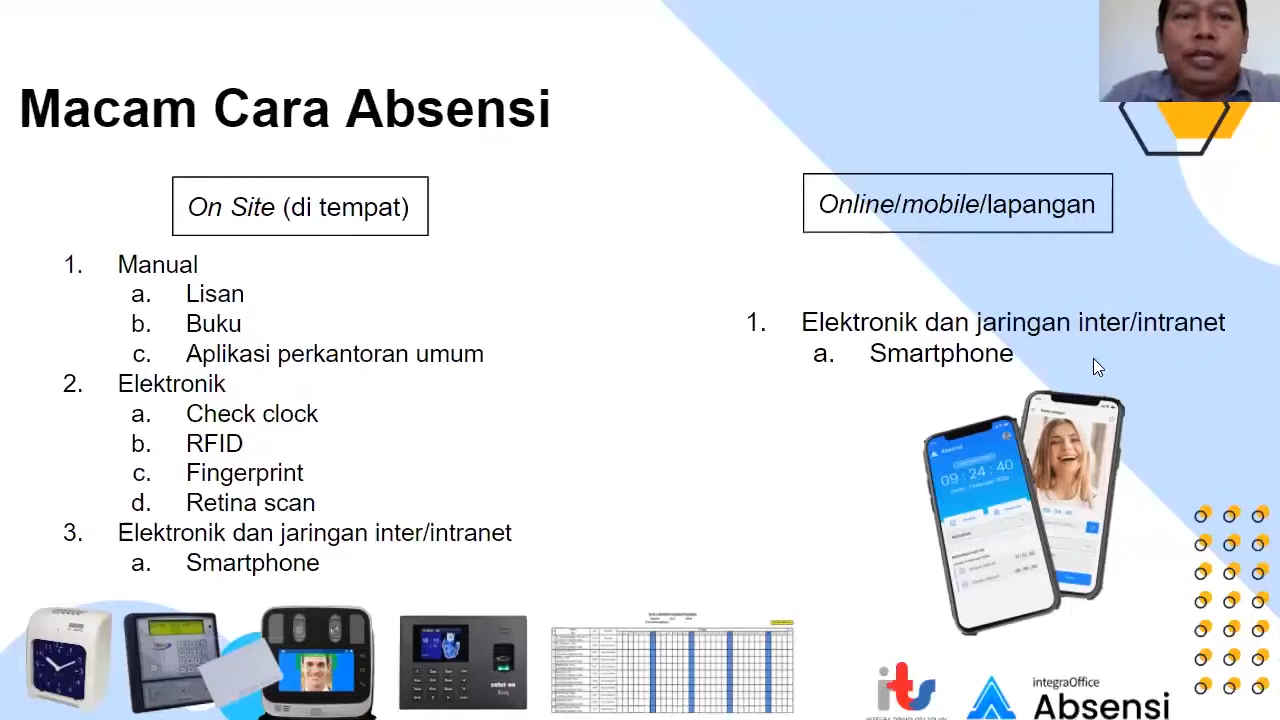 Macam Cara Absensi
On Site (di tempat)
1. Manual
a. Lisan
b. Buku
c. Aplikasi perkantoran umum
2. Elektronik
a. Check clock
b. RFID
c. Fingerprint
d. Retina scan
3. Elektronik dan jaringan inter/intranet
a. Smartphone
Online/mobile/lapangan
1. Elektronik dan jaringan inter/intranet
a. Smartphone
09 : 24 : 40
its
integraOffice
Absensi